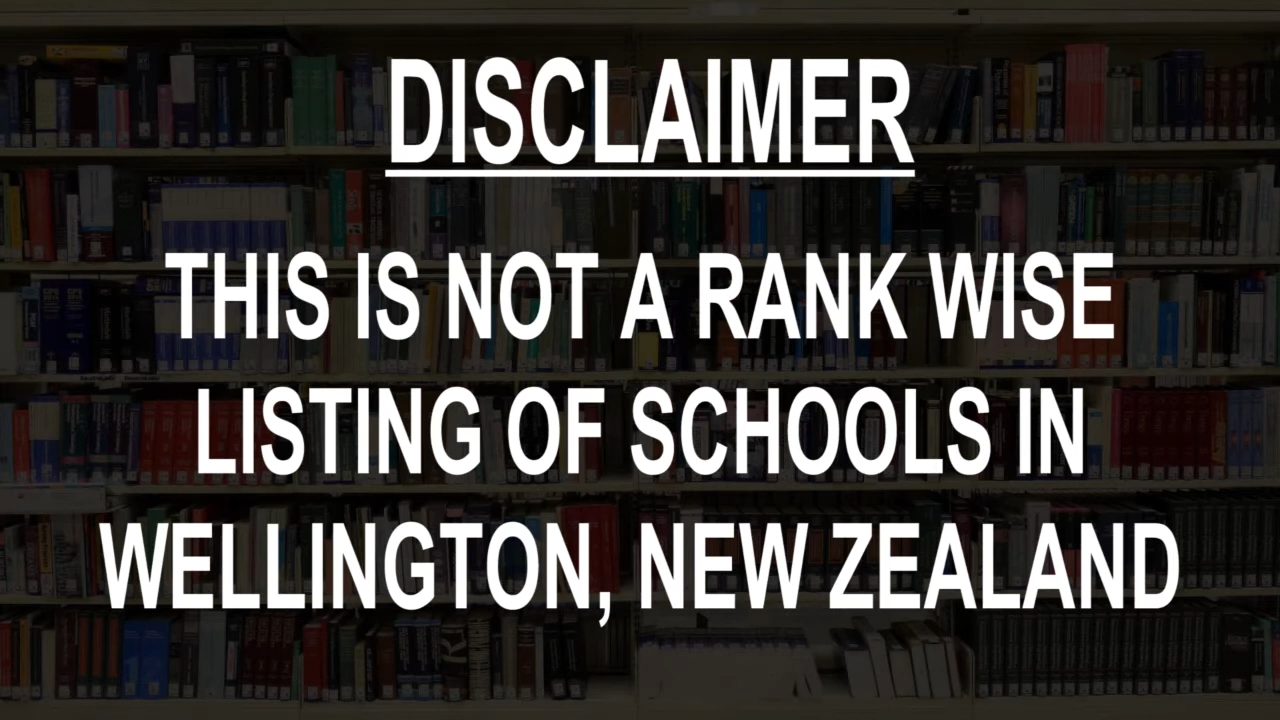 DISCLAIMER
THIS IS NOT A RANK WISE
LISTING OF SCHOOLS IN
WELLINGTON, NEW ZEALAND